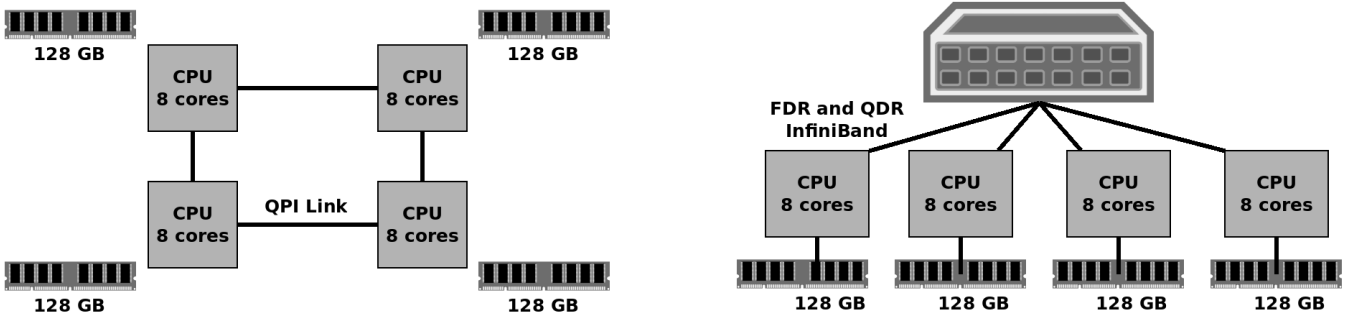 128 GB
128 GB
CPU
8 cores
CPU
8 cores
QPI Link
CPU
8 cores
CPU
8 cores
128 GB
128 GB
FDR and QDR
InfiniBand
CPU
8 cores
CPU
8 cores
CPU
8 cores
CPU
8 cores
128 GB
128 GB
128 GB
128 GB